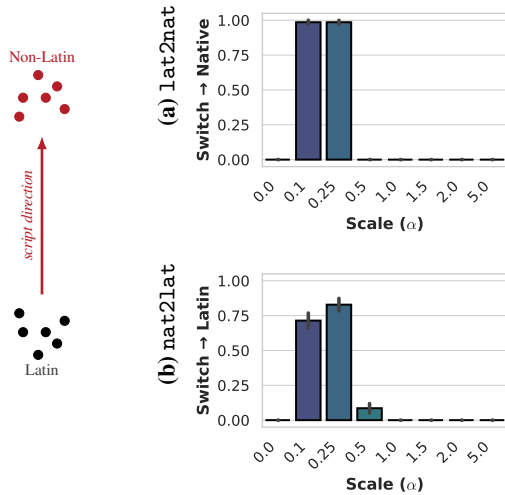 Non-Latin
script direction
Latin
(a) lat2nat
Switch → Native
1.00
0.75
0.50
0.25
0.00
0.0 0.1 0.25 0.5 1.0 1.5 2.0 5.0
Scale (α)
(b) nat2lat
Switch → Latin
1.00
0.75
0.50
0.25
0.00
0.0 0.1 0.25 0.5 1.0 1.5 2.0 5.0
Scale (α)